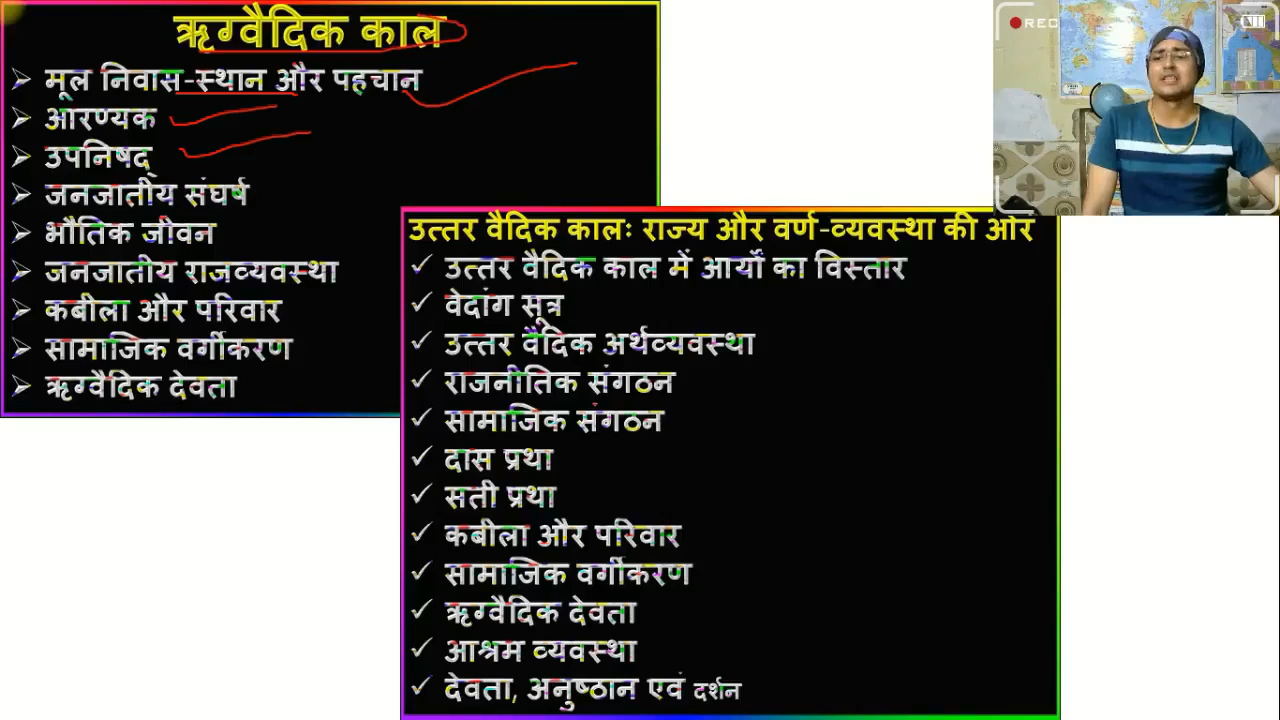 ऋग्वैदिक काल
मूल निवास-स्थान और पहचान
आरण्यक
उपनिषद्
जनजातीय संघर्ष
भौतिक जीवन
जनजातीय राजव्यवस्था
कबीला और परिवार
सामाजिक वर्गीकरण
ऋग्वैदिक देवता
REC
उत्तर वैदिक कालः राज्य और वर्ण-व्यवस्था की ओर
उत्तर वैदिक काल में आर्यों का विस्तार
वेदांग सूत्र
उत्तर वैदिक अर्थव्यवस्था
राजनीतिक संगठन
सामाजिक संगठन
दास प्रथा
सती प्रथा
कबीला और परिवार
सामाजिक वर्गीकरण
ऋग्वैदिक देवता
आश्रम व्यवस्था
देवता, अनुष्ठान एवं दर्शन